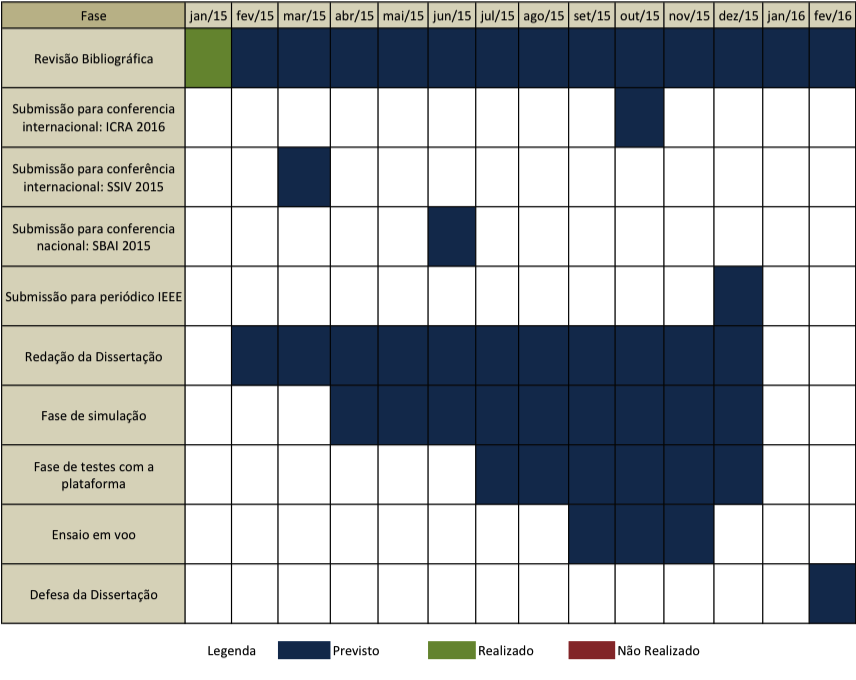 Fase jan/15 fev/15 mar/15 abr/15 mai/15 jun/15 jul/15 ago/15 set/15 out/15 nov/15 dez/15 jan/16 fev/16
Revisão Bibliográfica
Submissão para conferencia
internacional: ICRA 2016
Submissão para conferência
internacional: SSIV 2015
Submissão para conferencia
nacional: SBAI 2015
Submissão para periódico IEEE
Redação da Dissertação
Fase de simulação
Fase de testes com a
plataforma
Ensaio em voo
Defesa da Dissertação
Legenda Previsto Realizado Não Realizado